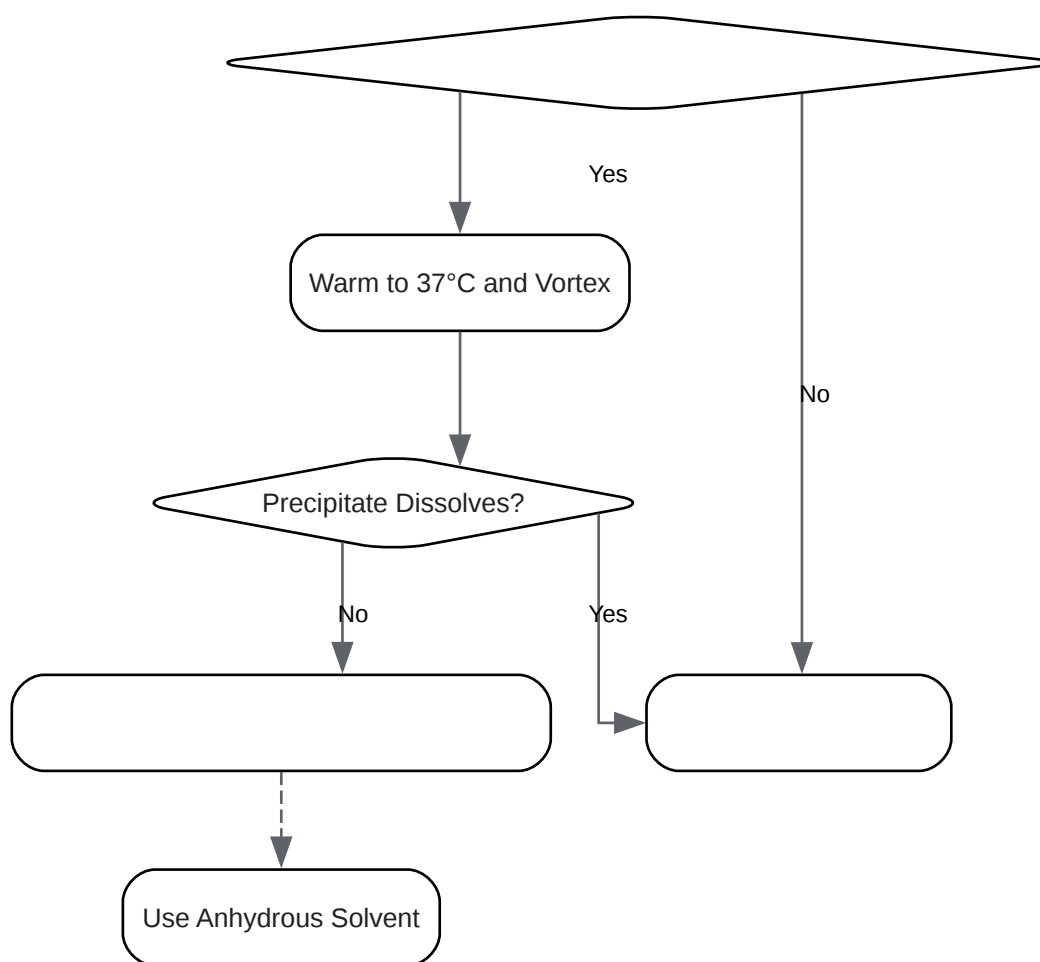 Yes
Warm to 37°C and Vortex
No
Precipitate Dissolves?
No
Yes
Use Anhydrous Solvent